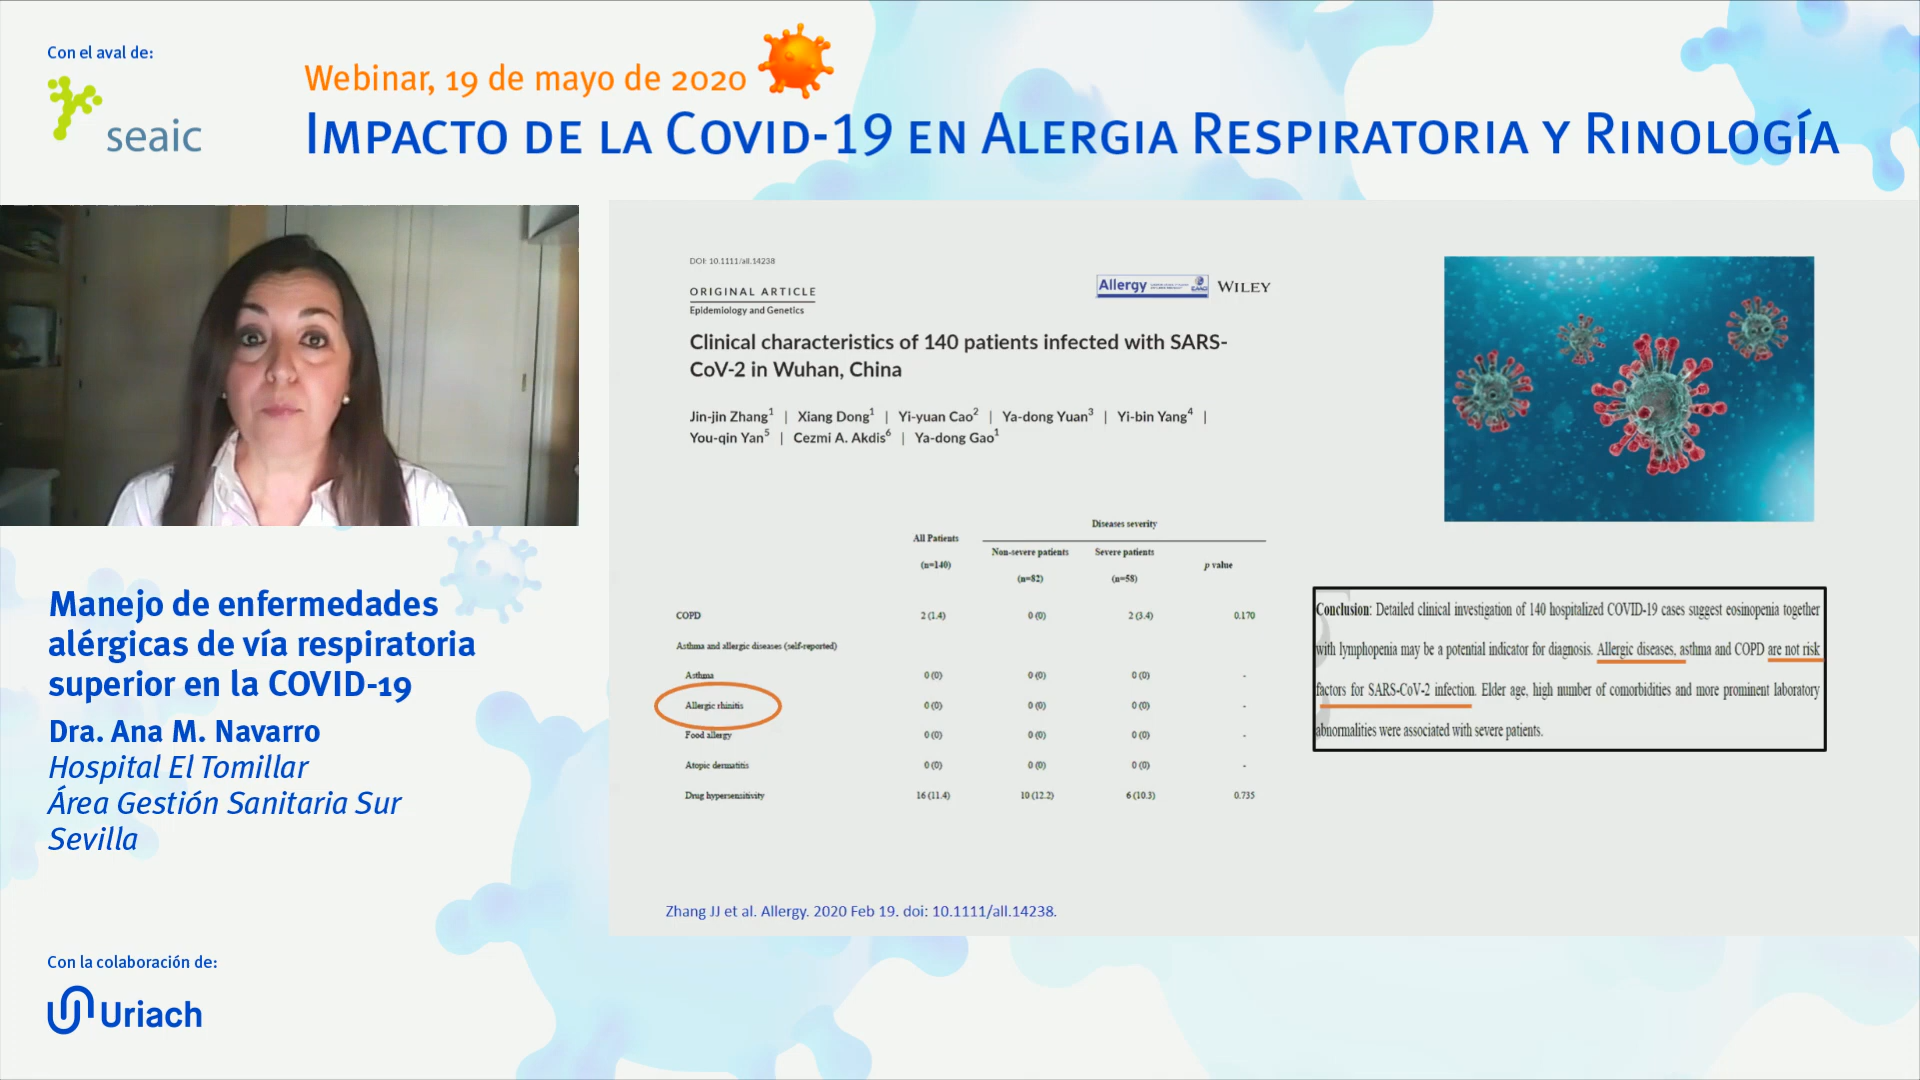 Con el aval de:
seaic
Webinar, 19 de mayo de 2020
IMPACTO DE LA COVID-19 EN ALERGIA RESPIRATORIA Y RINOLOGÍA
Manejo de enfermedades
alérgicas de vía respiratoria
superior en la COVID-19
Dra. Ana M. Navarro
Hospital El Tomillar
Área Gestión Sanitaria Sur
Sevilla
Con la colaboración de:
Uriach
DOI: 10.1111/all.14238
ORIGINAL ARTICLE
Epidemiology and Genetics
Allergy
WILEY
Clinical characteristics of 140 patients infected with SARS-
CoV-2 in Wuhan, China
Jin-jin Zhang1 | Xiang Dong1 | Yi-yuan Cao2 | Ya-dong Yuan3 | Yi-bin Yang4 |
You-qin Yan5 | Cezmi A. Akdis6 | Ya-dong Gao1
Diseases severity
All Patients Non-severe patients Severe patients p value
(n=140) (n=82) (n=58)
COPD 2 (1.4) 0 (0) 2 (3.4) 0.170
Asthma and allergic diseases (self-reported)
Asthma 0 (0) 0 (0) 0 (0) -
Allergic rhinitis 0 (0) 0 (0) 0 (0) -
Food allergy 0 (0) 0 (0) 0 (0) -
Atopic dermatitis 0 (0) 0 (0) 0 (0) -
Drug hypersensitivity 16 (11.4) 10 (12.2) 6 (10.3) 0.735
Conclusion: Detailed clinical investigation of 140 hospitalized COVID-19 cases suggest eosinopenia together
with lymphopenia may be a potential indicator for diagnosis. Allergic diseases, asthma and COPD are not risk
factors for SARS-CoV-2 infection. Elder age, high number of comorbidities and more prominent laboratory
abnormalities were associated with severe patients.
Zhang JJ et al. Allergy. 2020 Feb 19. doi: 10.1111/all.14238.